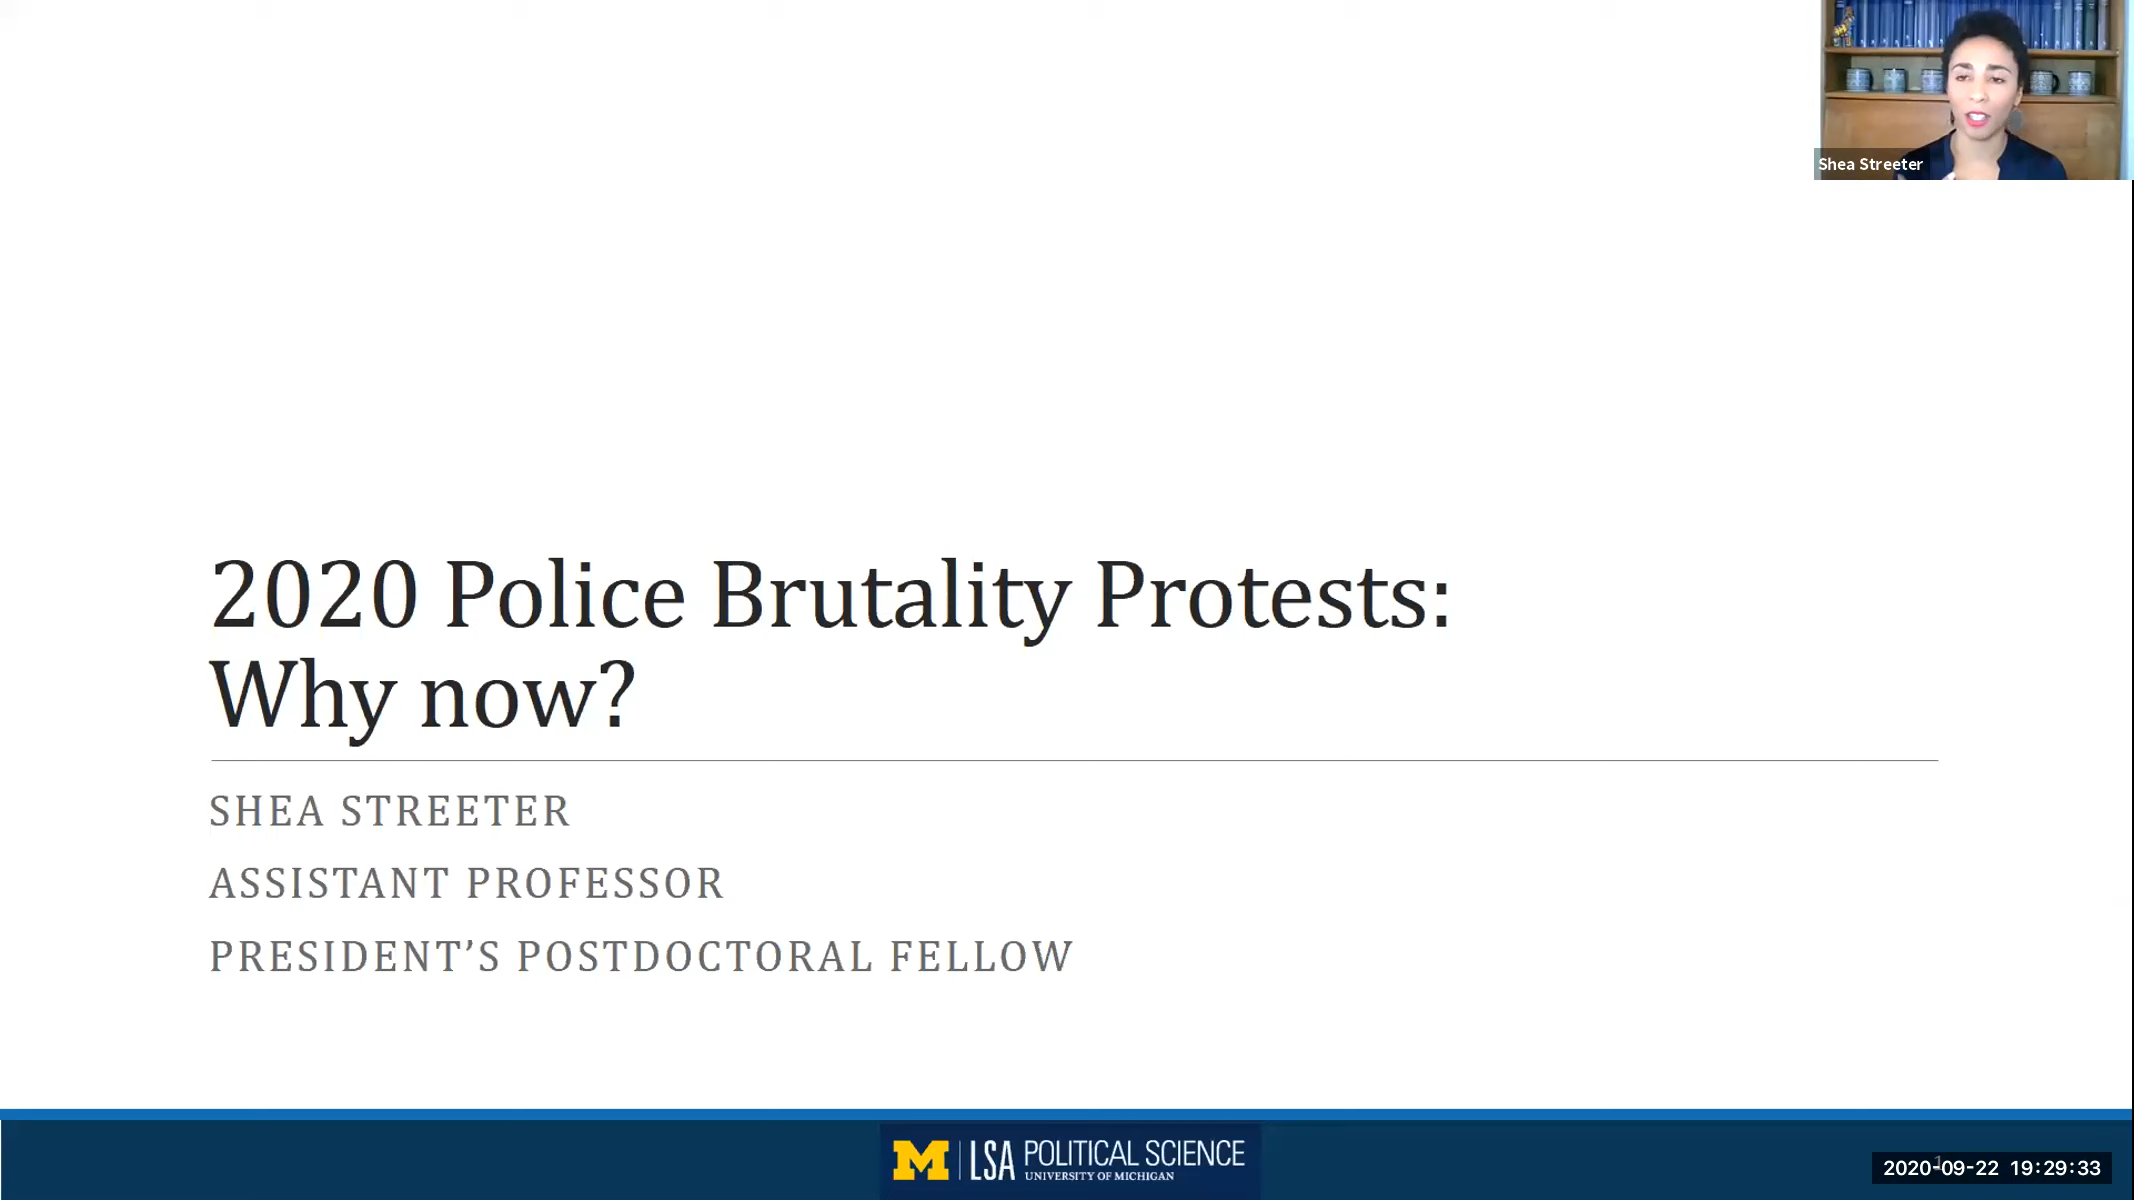 Shea Streeter
2020 Police Brutality Protests:
Why now?
SHEA STREETER
ASSISTANT PROFESSOR
PRESIDENT’S POSTDOCTORAL FELLOW
M | LSA POLITICAL SCIENCE
UNIVERSITY OF MICHIGAN
1
2020-09-22 19:29:33